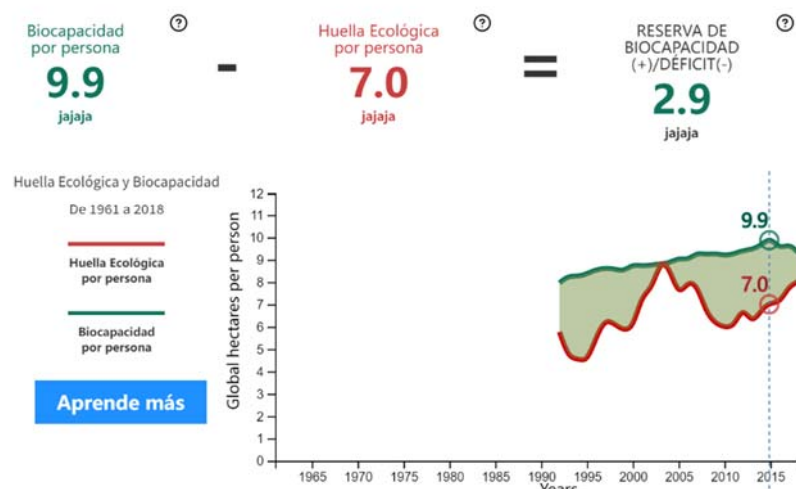 Biocapacidad
por persona
9.9
jajaja
?
-
Huella Ecológica
por persona
7.0
jajaja
?
=
RESERVA DE
BIOCAPACIDAD
(+)/DÉFICIT(-)
2.9
jajaja
?
Huella Ecológica y Biocapacidad
De 1961 a 2018
Huella Ecológica
por persona
Biocapacidad
por persona
Aprende más
Global hectares per person
12
11
10
9
8
7
6
5
4
3
2
1
0
9.9
7.0
1965 1970 1975 1980 1985 1990 1995 2000 2005 2010 2015
Years